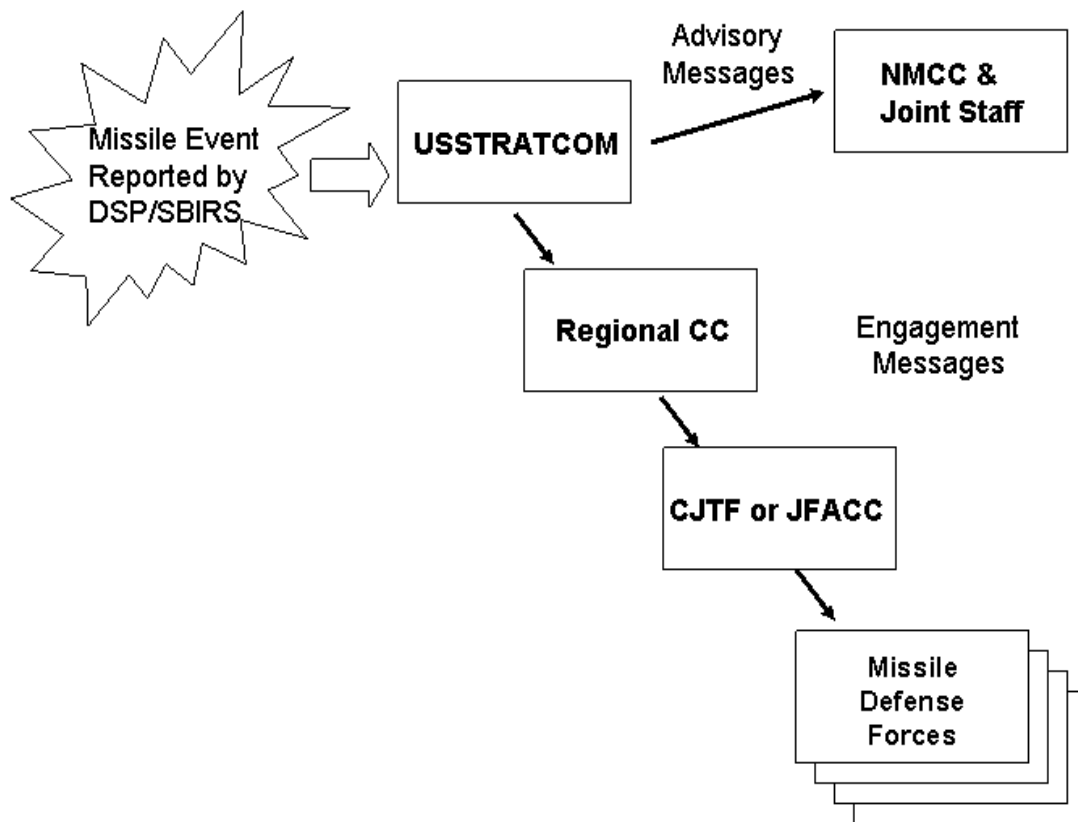 Missile Event
Reported by
DSP/SBIRS
USSTRATCOM
Advisory
Messages
NMCC &
Joint Staff
Regional CC
Engagement
Messages
CJTF or JFACC
Missile
Defense
Forces